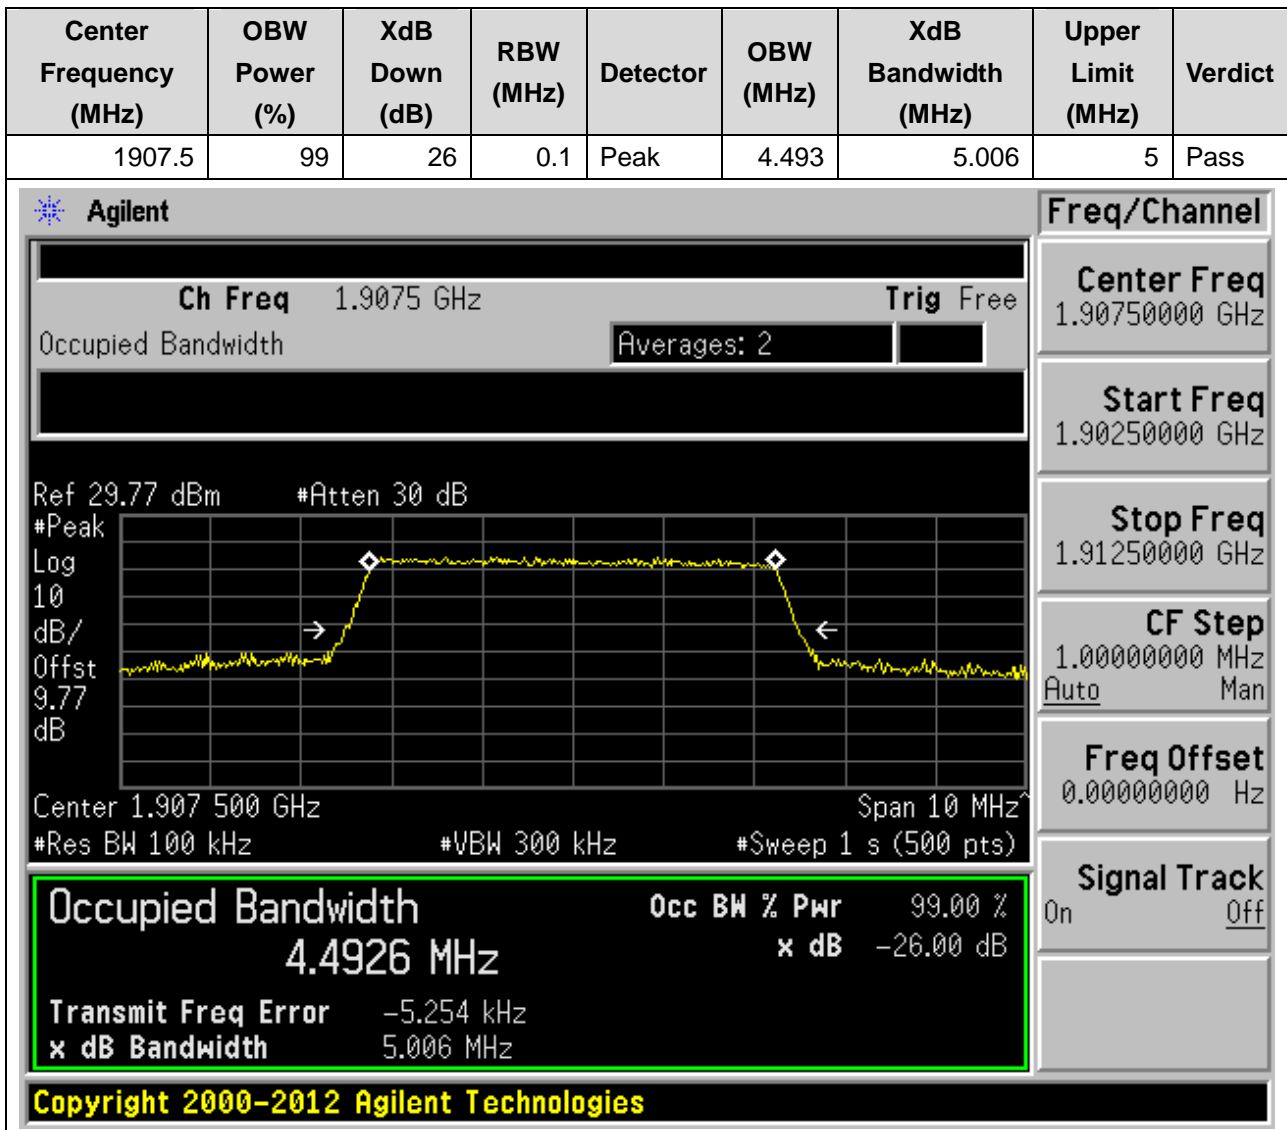 Center Frequency (MHz) OBW Power (%) XdB Down (dB) RBW (MHz) Detector OBW (MHz) XdB Bandwidth (MHz) Upper Limit (MHz) Verdict
1907.5 99 26 0.1 Peak 4.493 5.006 5 Pass
Agilent
Freq/Channel
Ch Freq 1.9075 GHz Trig Free
Occupied Bandwidth Averages: 2
Center Freq
1.90750000 GHz
Start Freq
1.90250000 GHz
Stop Freq
1.91250000 GHz
CF Step
1.00000000 MHz
Auto Man
Freq Offset
0.00000000 Hz
Signal Track
On Off
Ref 29.77 dBm #Atten 30 dB
#Peak
Log
10
dB/
Offst
9.77
dB
Center 1.907 500 GHz Span 10 MHz^
#Res BW 100 kHz #VBW 300 kHz #Sweep 1 s (500 pts)
Occupied Bandwidth Occ BW % Pwr 99.00 %
4.4926 MHz x dB -26.00 dB
Transmit Freq Error -5.254 kHz
x dB Bandwidth 5.006 MHz
Copyright 2000-2012 Agilent Technologies